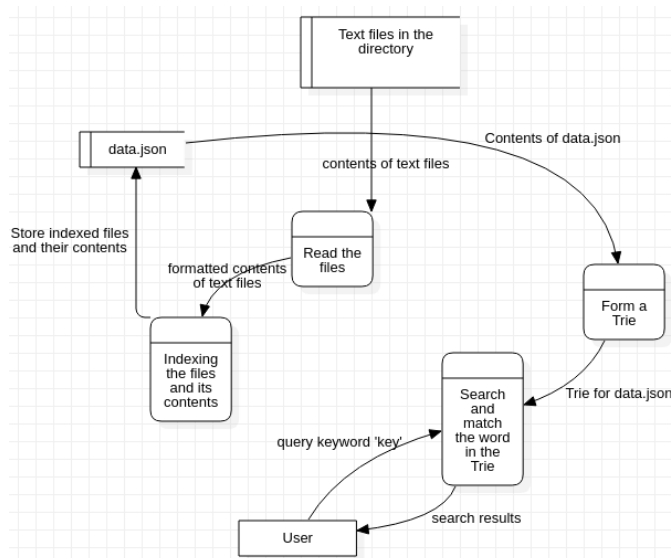 Text files in the
directory
data.json
Contents of data.json
contents of text files
Store indexed files
and their contents
Read the
files
formatted contents
of text files
Form a
Trie
Indexing
the files
and its
contents
Search
and
match
the word
in the
Trie
Trie for data.json
query keyword 'key'
search results
User